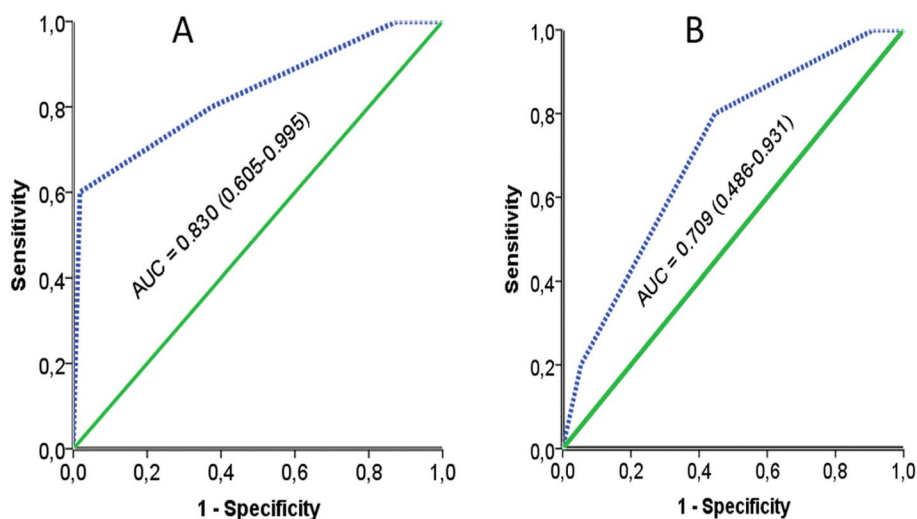 A
1,0
0,8
0,6
0,4
0,2
0,0
Sensitivity
AUC = 0.830 (0.605-0.995)
0,0 0,2 0,4 0,6 0,8 1,0
1 - Specificity
B
1,0
0,8
0,6
0,4
0,2
0,0
Sensitivity
AUC = 0.709 (0.486-0.931)
0,0 0,2 0,4 0,6 0,8 1,0
1 - Specificity